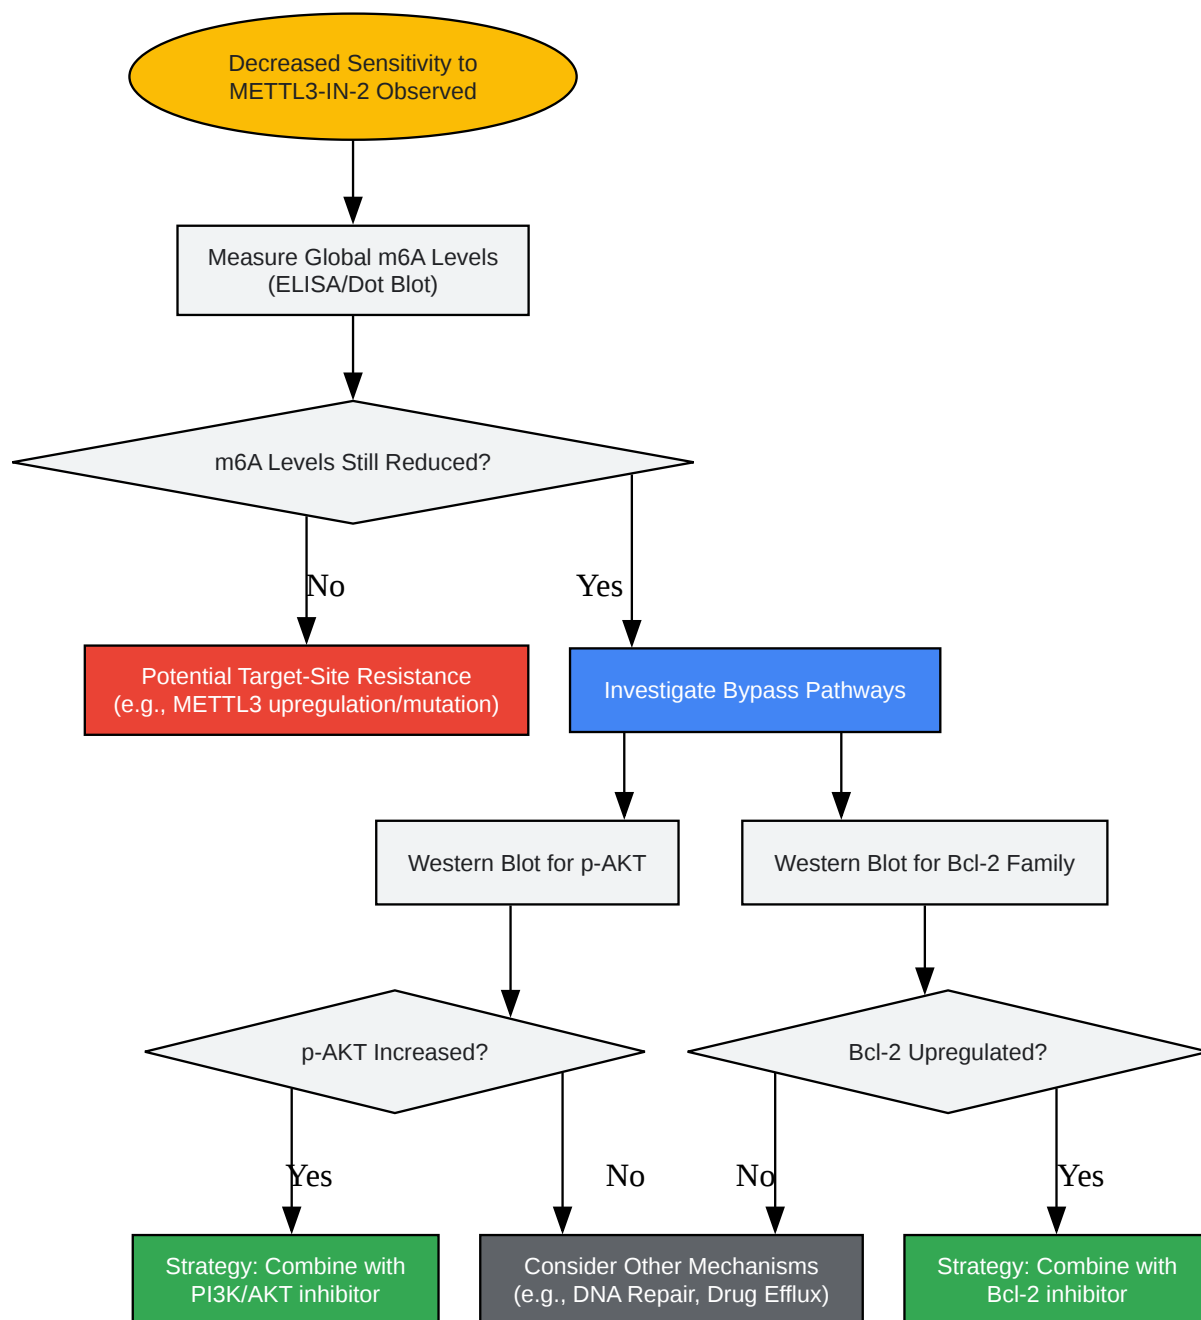 Decreased Sensitivity to
METTL3-IN-2 Observed
Measure Global m6A Levels
(ELISA/Dot Blot)
m6A Levels Still Reduced?
No
Yes
Potential Target-Site Resistance
(e.g., METTL3 upregulation/mutation)
Investigate Bypass Pathways
Western Blot for p-AKT
Western Blot for Bcl-2 Family
p-AKT Increased?
Bcl-2 Upregulated?
Yes
No
No
Yes
Strategy: Combine with
PI3K/AKT inhibitor
Consider Other Mechanisms
(e.g., DNA Repair, Drug Efflux)
Strategy: Combine with
Bcl-2 inhibitor